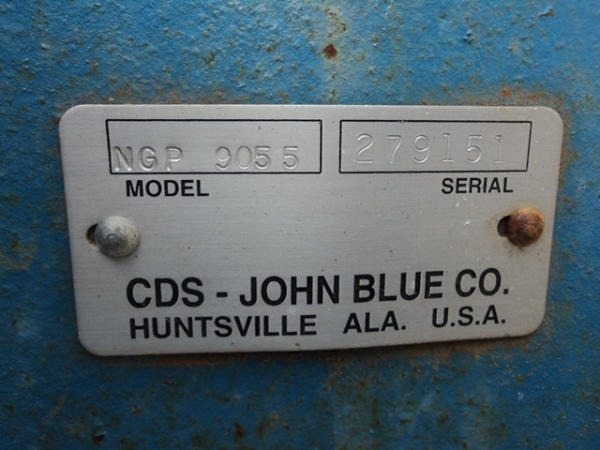 NGP 9055 279151
MODEL SERIAL
CDS - JOHN BLUE CO.
HUNTSVILLE ALA. U.S.A.